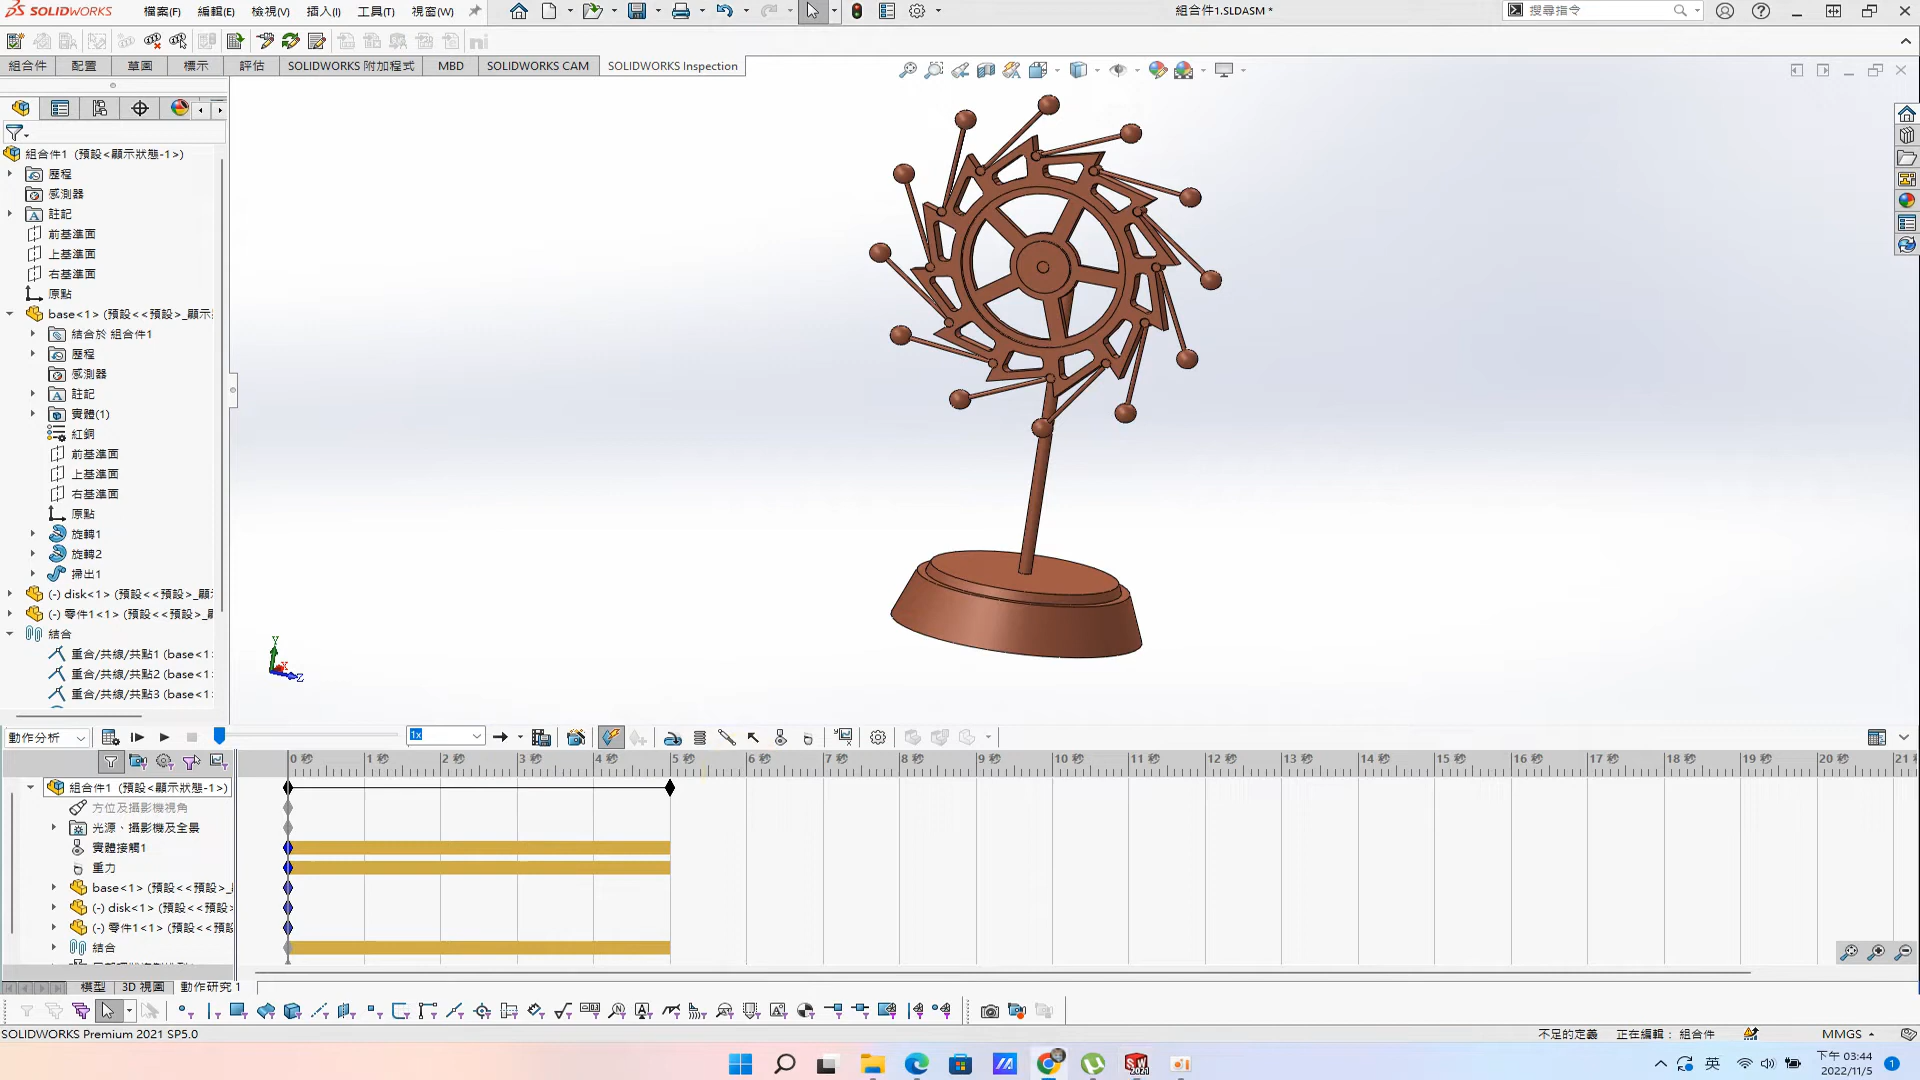 SOLIDWORKS 檔案(F) 編輯(E) 檢視(V) 插入(I) 工具(T) 視窗(W) 組合件1.SLDASM * 搜尋指令
組合件 配置 草圖 標示 評估 SOLIDWORKS 附加程式 MBD SOLIDWORKS CAM SOLIDWORKS Inspection
組合件1 (預設<顯示狀態-1>)
歷程
感測器
註記
前基準面
上基準面
右基準面
原點
base<1> (預設<<預設>_顯示
結合於 組合件1
歷程
感測器
註記
實體(1)
紅銅
前基準面
上基準面
右基準面
原點
旋轉1
旋轉2
掃出1
(-) disk<1> (預設<<預設>_顯
(-) 零件1<1> (預設<<預設>_
結合
重合/共線/共點1 (base<1
重合/共線/共點2 (base<1
重合/共線/共點3 (base<1
Y
X
Z
動作分析 1x
0 秒 1 秒 2 秒 3 秒 4 秒 5 秒 6 秒 7 秒 8 秒 9 秒 10 秒 11 秒 12 秒 13 秒 14 秒 15 秒 16 秒 17 秒 18 秒 19 秒 20 秒 21
組合件1 (預設<顯示狀態-1>)
方位及攝影機視角
光源、攝影機及全景
實體接觸1
重力
base<1> (預設<<預設>_
(-) disk<1> (預設<<預設>
(-) 零件1<1> (預設<<預設
結合
模型 3D 視圖 動作研究 1
SOLIDWORKS Premium 2021 SP5.0 不足的定義 正在編輯： 組合件 MMGS
英 下午 03:44
2022/11/5 1